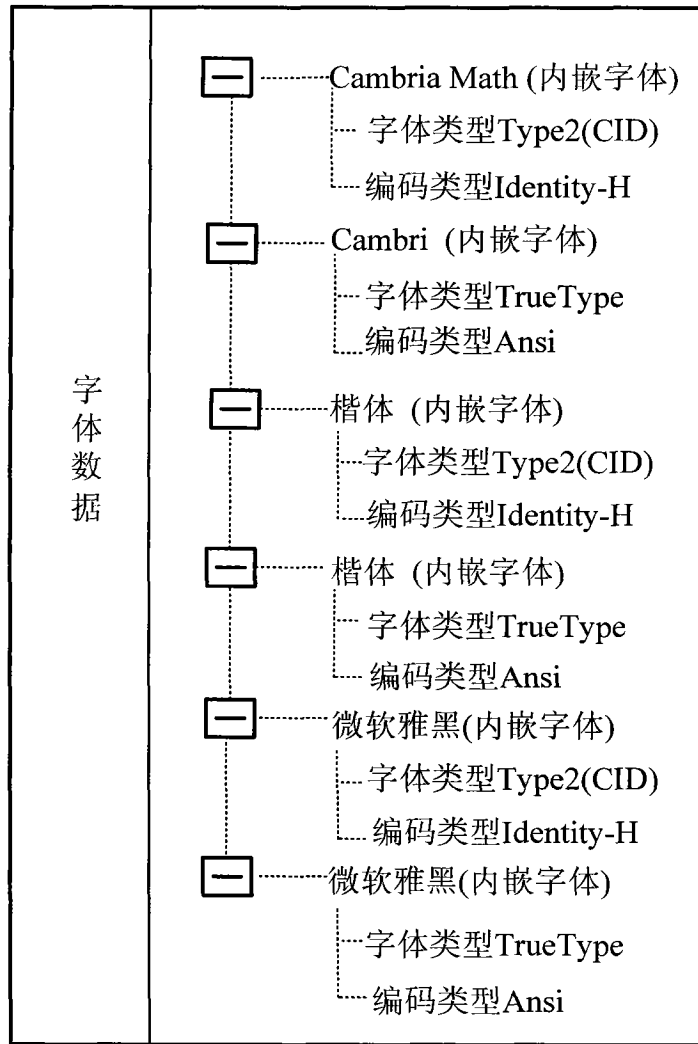 字体数据
Cambria Math (内嵌字体)
字体类型Type2(CID)
编码类型Identity-H
Cambri (内嵌字体)
字体类型TrueType
编码类型Ansi
楷体 (内嵌字体)
字体类型Type2(CID)
编码类型Identity-H
楷体 (内嵌字体)
字体类型TrueType
编码类型Ansi
微软雅黑(内嵌字体)
字体类型Type2(CID)
编码类型Identity-H
微软雅黑(内嵌字体)
字体类型TrueType
编码类型Ansi